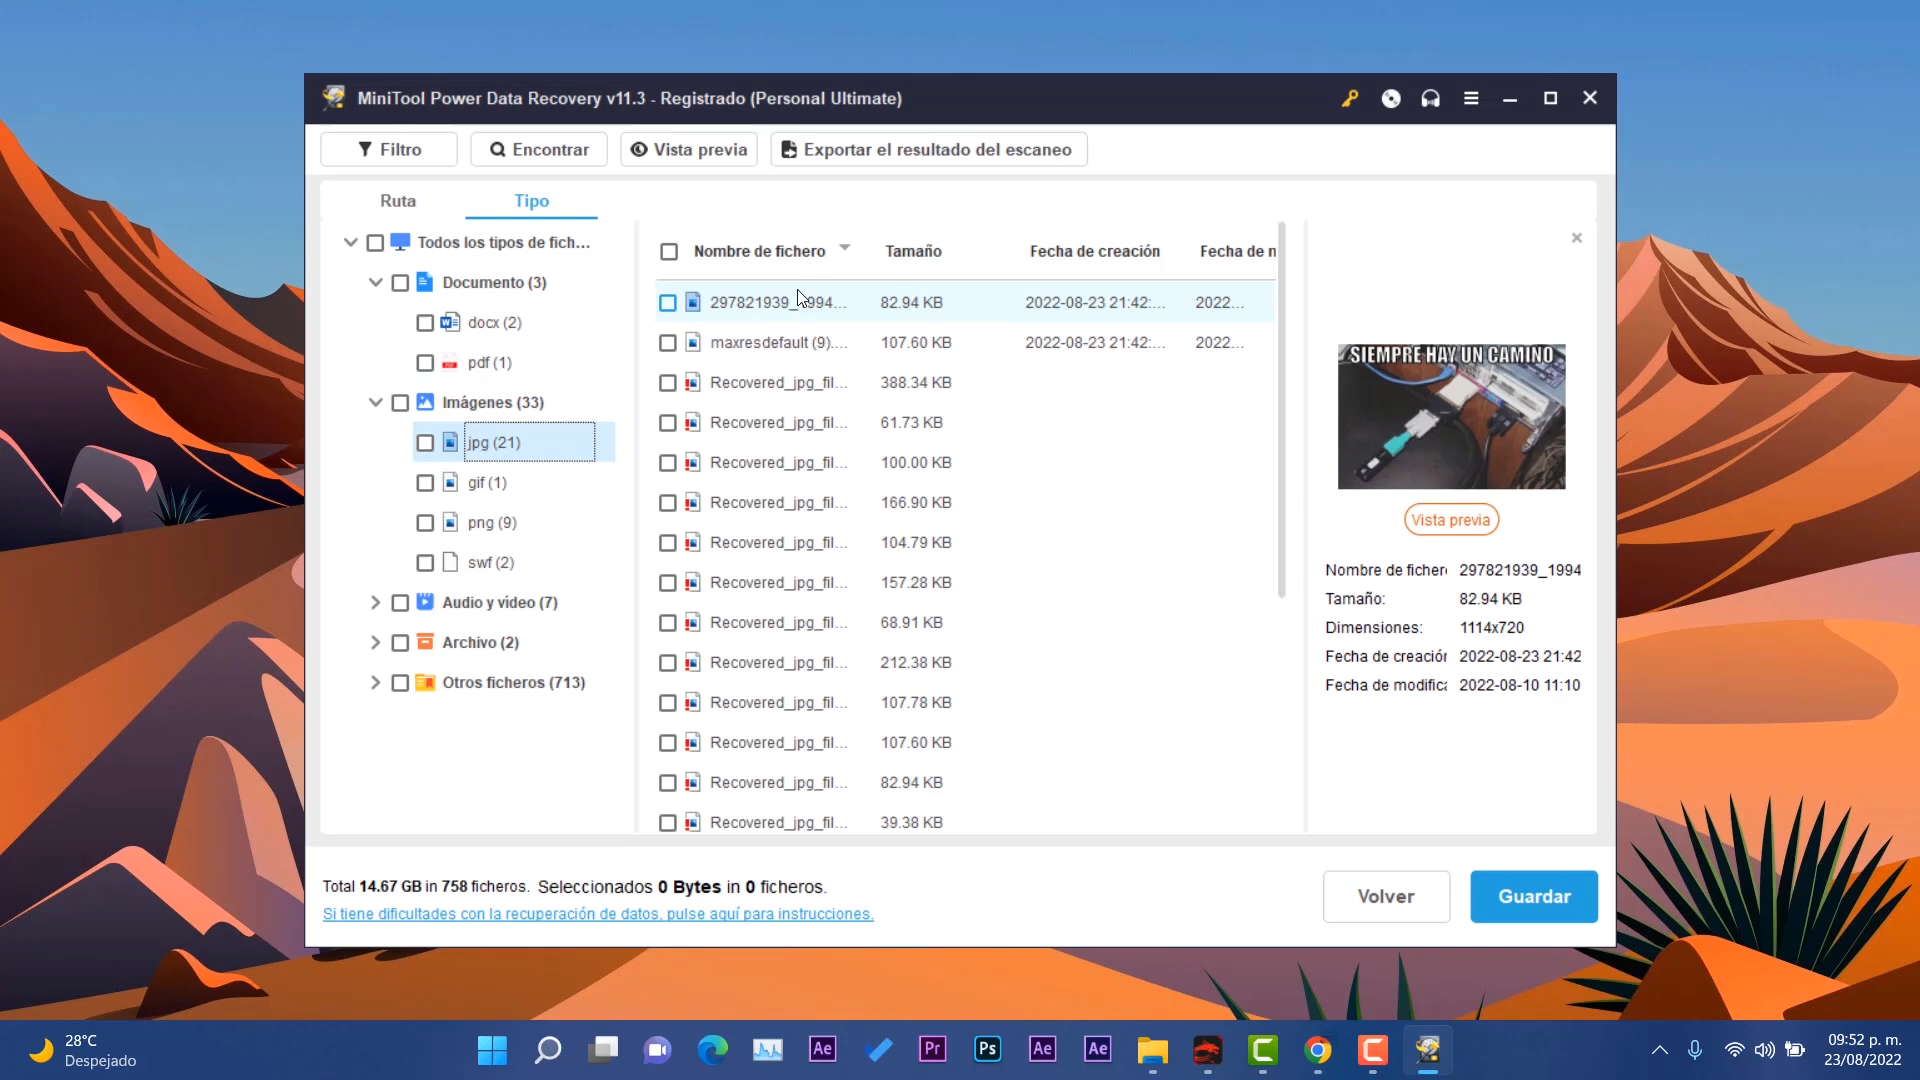 MiniTool Power Data Recovery v11.3 - Registrado (Personal Ultimate)
Filtro
Encontrar
Vista previa
Exportar el resultado del escaneo
Ruta
Tipo
Todos los tipos de fich...
Documento (3)
docx (2)
pdf (1)
Imágenes (33)
jpg (21)
gif (1)
png (9)
swf (2)
Audio y vídeo (7)
Archivo (2)
Otros ficheros (713)
Nombre de fichero Tamaño Fecha de creación Fecha de n
297821939_1994... 82.94 KB 2022-08-23 21:42:... 2022...
maxresdefault (9).... 107.60 KB 2022-08-23 21:42:... 2022...
Recovered_jpg_fil... 388.34 KB
Recovered_jpg_fil... 61.73 KB
Recovered_jpg_fil... 100.00 KB
Recovered_jpg_fil... 166.90 KB
Recovered_jpg_fil... 104.79 KB
Recovered_jpg_fil... 157.28 KB
Recovered_jpg_fil... 68.91 KB
Recovered_jpg_fil... 212.38 KB
Recovered_jpg_fil... 107.78 KB
Recovered_jpg_fil... 107.60 KB
Recovered_jpg_fil... 82.94 KB
Recovered_jpg_fil... 39.38 KB
SIEMPRE HAY UN CAMINO
Vista previa
Nombre de ficher 297821939_1994
Tamaño: 82.94 KB
Dimensiones: 1114x720
Fecha de creación 2022-08-23 21:42
Fecha de modifica 2022-08-10 11:10
Total 14.67 GB in 758 ficheros. Seleccionados 0 Bytes in 0 ficheros.
Si tiene dificultades con la recuperación de datos, pulse aquí para instrucciones.
Volver
Guardar
28°C
Despejado
Ae
Pr
Ps
Ae
Ae
09:52 p. m.
23/08/2022